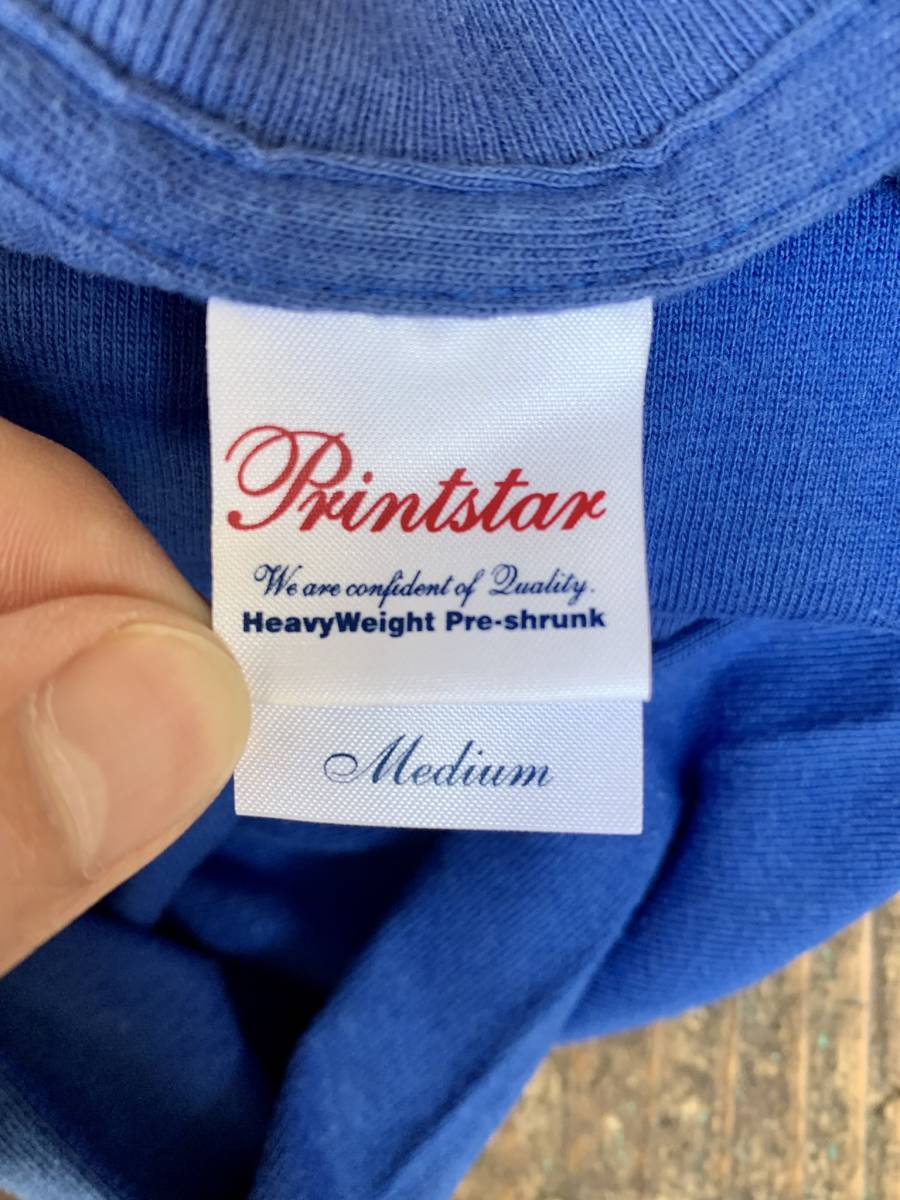 Printstar
We are confident of Quality.
HeavyWeight Pre-shrunk
Medium